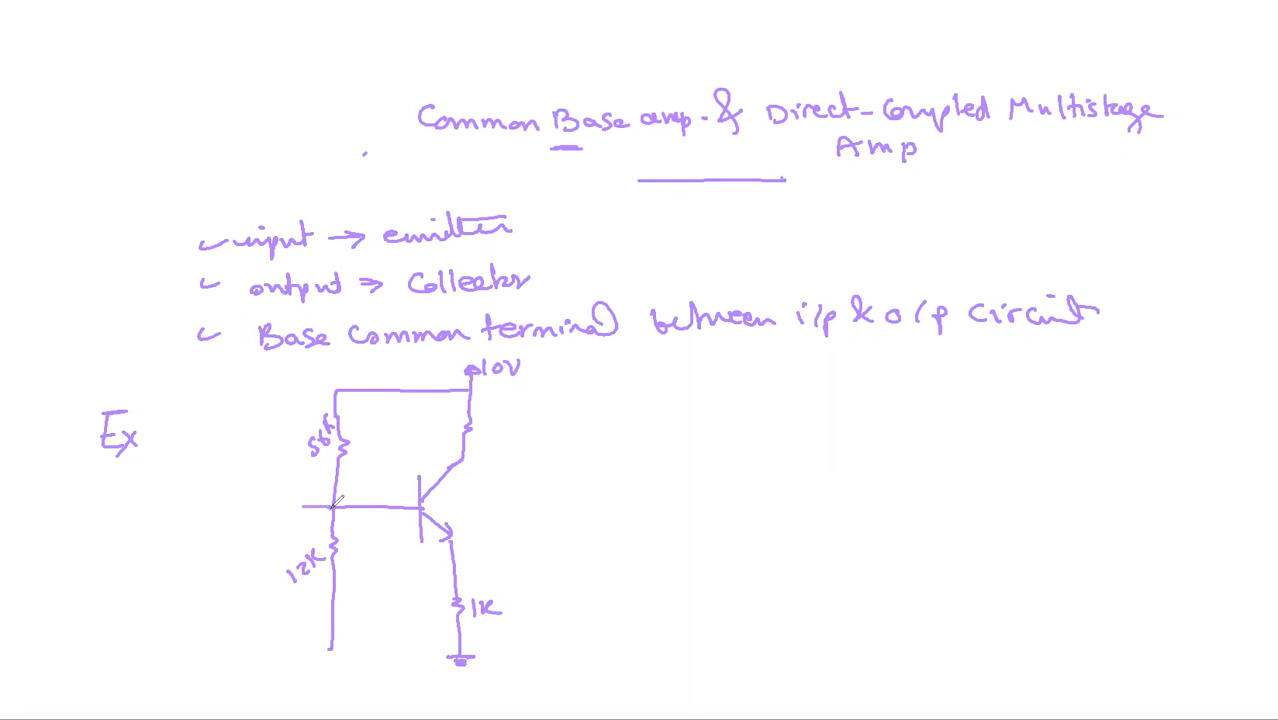 Common Base amp. & Direct-Coupled Multistage
Amp
input → emitter
output ⇒ Collector
Base common terminal between i/p & o/p circuit
10V
Ex
56K
12K
1K